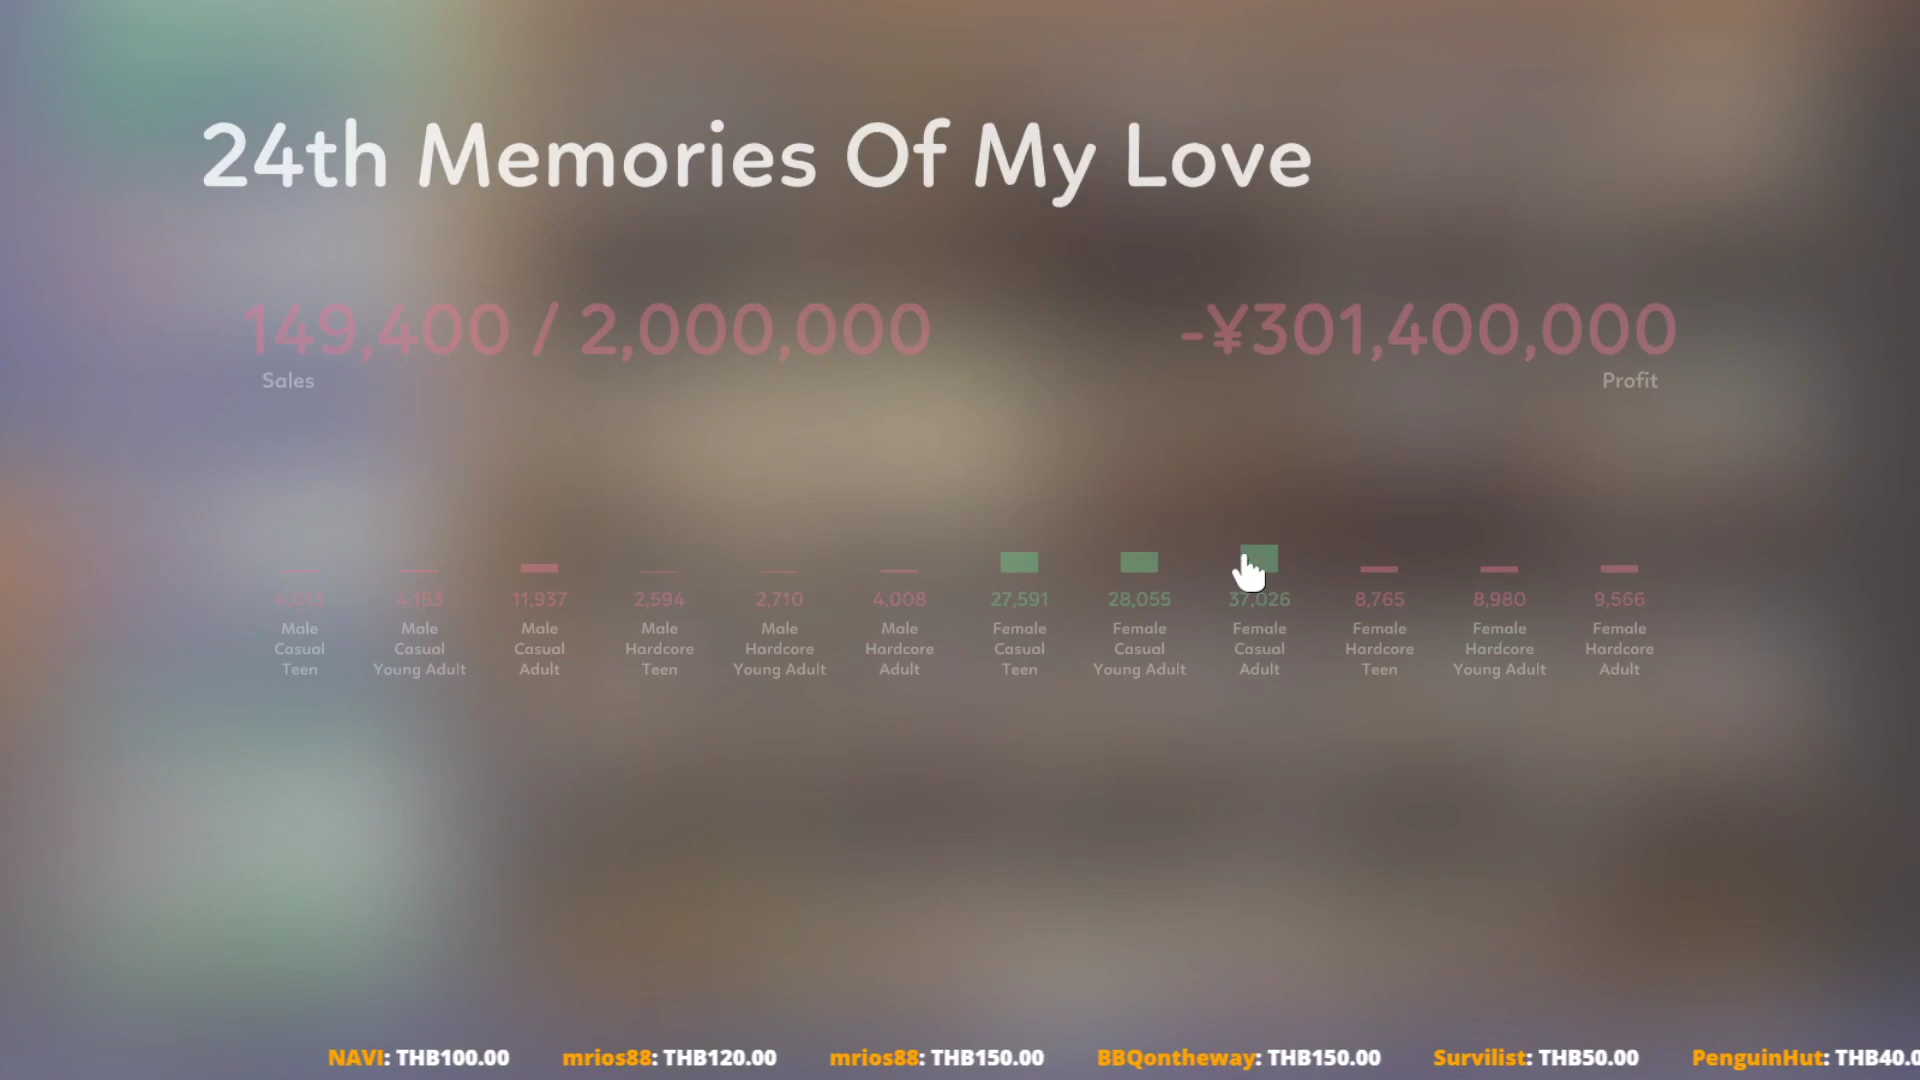 24th Memories Of My Love
149,400 / 2,000,000
-¥301,400,000
Sales
Profit
4,153
11,937
2,594
2,710
4,008
27,591
28,055
37,026
8,765
8,980
9,566
Male Casual Teen
Male Casual Young Adult
Male Casual Adult
Male Hardcore Teen
Male Hardcore Young Adult
Male Hardcore Adult
Female Casual Teen
Female Casual Young Adult
Female Casual Adult
Female Hardcore Teen
Female Hardcore Young Adult
Female Hardcore Adult
NAVI: THB100.00 mrios88: THB120.00 mrios88: THB150.00 BBQontheway: THB150.00 Survilist: THB50.00 PenguinHut: THB40.0